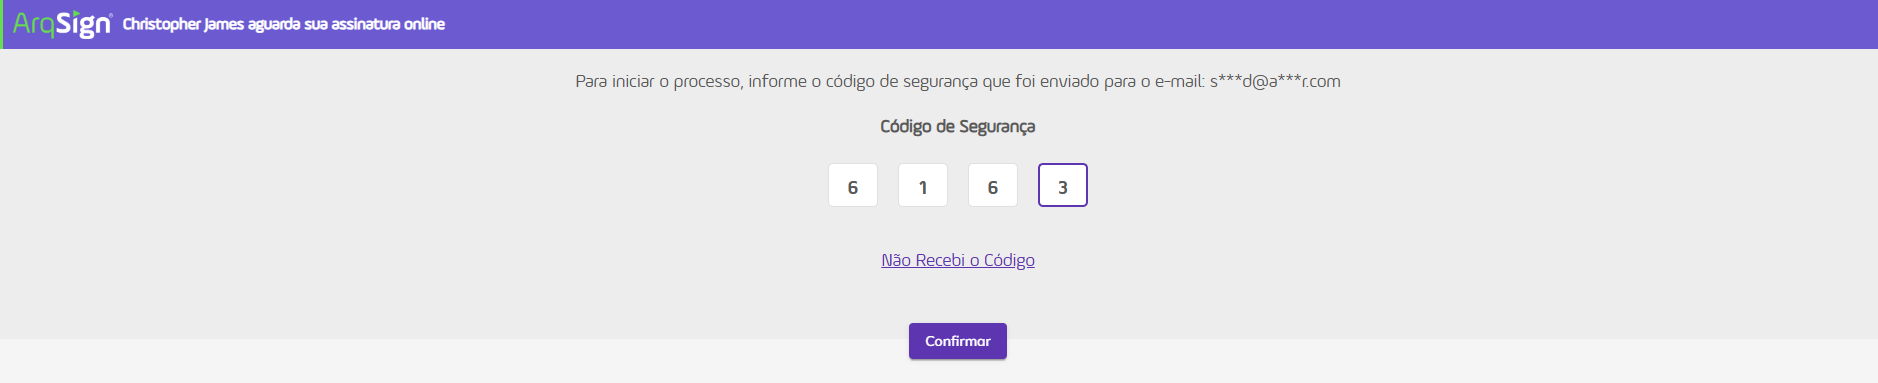 ArqSign® Christopher James aguarda sua assinatura online
Para iniciar o processo, informe o código de segurança que foi enviado para o e-mail: s***d@a***r.com
Código de Segurança
6 1 6 3
Não Recebi o Código
Confirmar